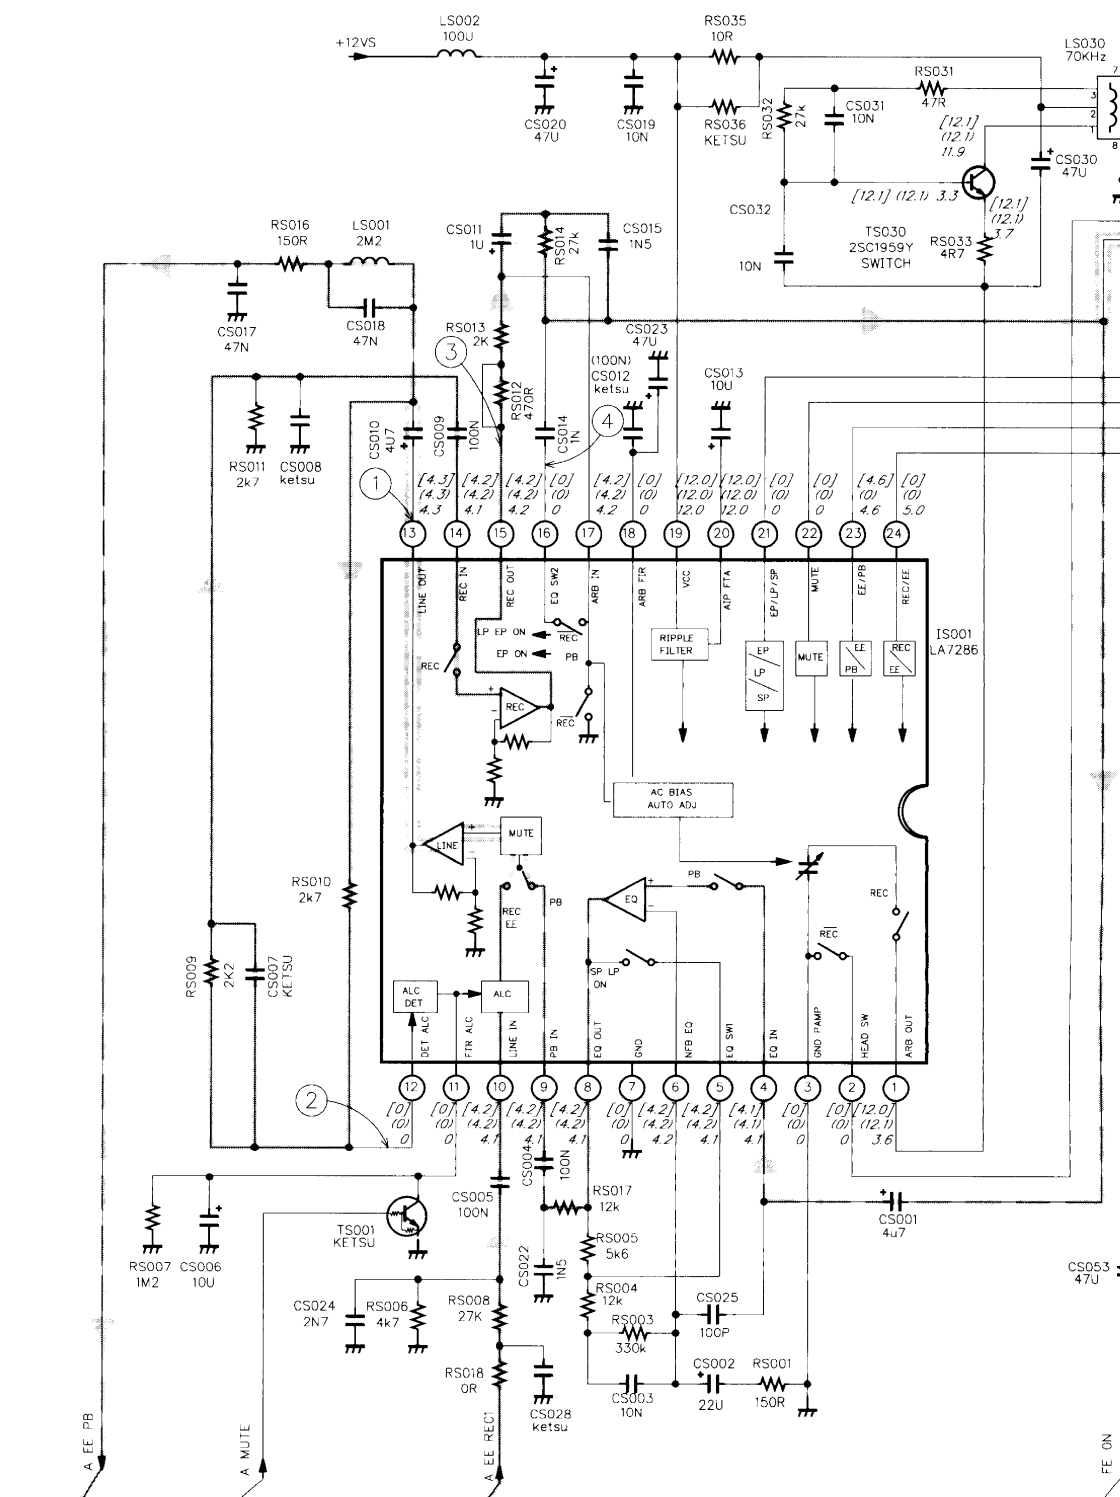 LS002
100U
+12VS
CS020
47U
CS019
10N
RS035
10R
RS036
KETSU
RS032
27k
CS031
10N
RS031
47R
LS030
70KHz
7
3
2
1
8
[12.1]
(12.1)
11.9
CS030
47U
[12.1] (12.1) 3.3
[12.1]
(12.1)
3.7
CS032
10N
TS030
2SC1959Y
SWITCH
RS033
4R7
RS016
150R
LS001
2M2
CS017
47N
CS018
47N
CS011
1U
RS014
27k
CS015
1N5
RS013
2K
3
RS012
470R
CS023
47U
(100N)
CS012
ketsu
CS013
10U
4
CS014
1N
RS011
2k7
CS008
ketsu
CS010
4U7
CS009
100N
1
[4.3] [4.2] [4.2] [0] [4.2] [0] [12.0] [12.0] [0] [0] [4.6] [0]
(4.3) (4.2) (4.2) (0) (4.2) (0) (12.0) (12.0) (0) (0) (0) (0)
4.3 4.1 4.2 0 4.2 0 12.0 12.0 0 0 4.6 5.0
13 14 15 16 17 18 19 20 21 22 23 24
LINE OUT
REC IN
REC OUT
EQ SW2
ARB IN
ARB FIR
VCC
AIP FTA
EP/LP/SP
MUTE
EE/PB
REC/EE
IS001
LA7286
LP EP ON
REC
EP ON
PB
RIPPLE
FILTER
EP
LP
SP
MUTE
EE
PB
REC
EE
REC
REC
REC
AC BIAS
AUTO ADJ
LINE
MUTE
REC
EE
PB
EQ
PB
REC
REC
SP LP
ON
ALC
DET
ALC
DET ALC
FTR ALC
LINE IN
PB IN
EQ OUT
GND
NFB EQ
EQ SW1
EQ IN
GND PAMP
HEAD SW
ARB OUT
RS010
2k7
RS009
2K2
CS007
KETSU
2
12 11 10 9 8 7 6 5 4 3 2 1
[0] [0] [4.2] [4.2] [4.2] [0] [4.2] [4.2] [4.1] [0] [0] [12.0]
(0) (0) (4.2) (4.2) (4.2) (0) (4.2) (4.2) (4.1) (0) (0) (12.1)
0 0 4.1 4.1 4.1 0 4.2 4.1 4.1 0 0 3.6
CS004
100N
CS005
100N
RS017
12k
CS001
4u7
RS007
1M2
CS006
10U
TS001
KETSU
CS022
1N5
RS005
5k6
RS004
12k
CS053
47U
CS024
2N7
RS006
4k7
RS008
27K
RS003
330k
CS025
100P
RS018
0R
CS028
ketsu
CS003
10N
CS002
22U
RS001
150R
A EE PB
A MUTE
A EE REC1
FE ON